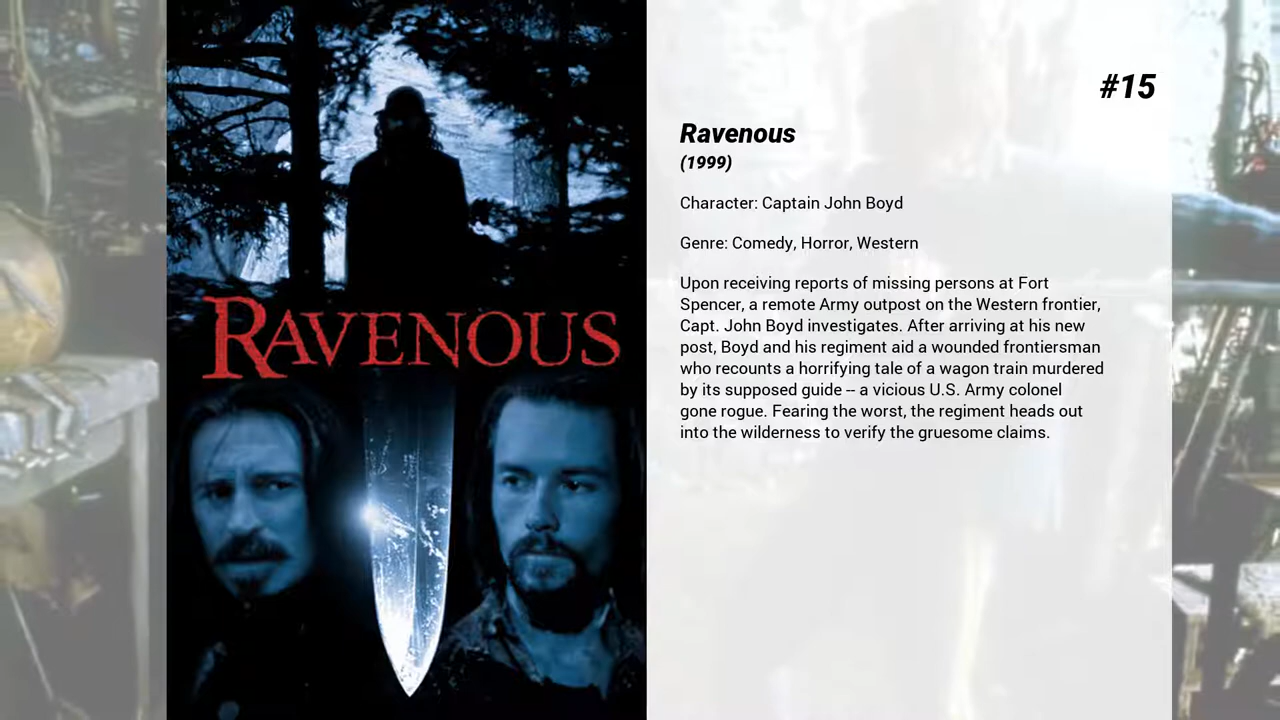 RAVENOUS
#15
Ravenous
(1999)
Character: Captain John Boyd
Genre: Comedy, Horror, Western
Upon receiving reports of missing persons at Fort
Spencer, a remote Army outpost on the Western frontier,
Capt. John Boyd investigates. After arriving at his new
post, Boyd and his regiment aid a wounded frontiersman
who recounts a horrifying tale of a wagon train murdered
by its supposed guide -- a vicious U.S. Army colonel
gone rogue. Fearing the worst, the regiment heads out
into the wilderness to verify the gruesome claims.